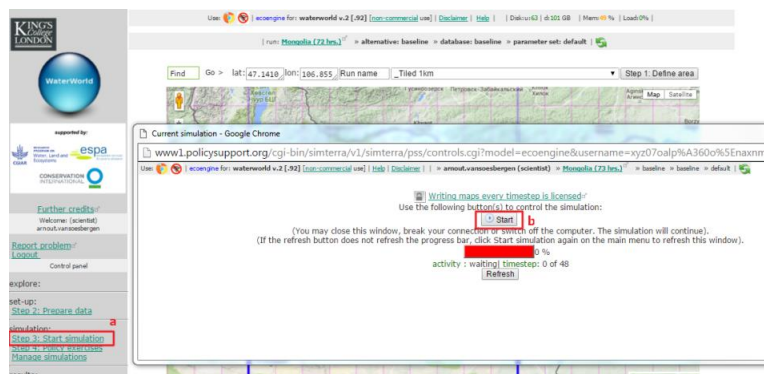 KING'S
College
LONDON
WaterWorld
supported by:
Water, Land and
Ecosystems
CGIAR
espa
CONSERVATION
INTERNATIONAL
Further credits
Welcome: (scientist)
arnout.vansoesbergen
Report problem
Logout
Control panel
explore:
set-up:
Step 2: Prepare data
a
simulation:
Step 3: Start simulation
Step 4: Policy exercises
Manage simulations
Use: | ecoengine for: waterworld v.2 [.92] [non-commercial use] | Disclaimer | Help | | Disk:u:63 | d:101 GB | Mem: % | Load:0% |
| run: Mongolia (72 hrs.) » alternative: baseline » database: baseline » parameter set: default |
Find Go > lat: 47.1410 lon: 106.855 Run name _Tiled 1km Step 1: Define area
Map Satellite
Current simulation - Google Chrome
www1.policysupport.org/cgi-bin/simterra/v1/simterra/pss/controls.cgi?model=ecoengine&username=xyz07oalp%A360o%5Enaxnm
Use: | ecoengine for: waterworld v.2 [.92] [non-commercial use] | Help | Disclaimer | | » arnout.vansoesbergen (scientist) » Mongolia (72 hrs.) » baseline » baseline » default |
Writing maps every timestep is licensed
Use the following button(s) to control the simulation:
Start b
(You may close this window, break your connection or switch off the computer. The simulation will continue).
(If the refresh button does not refresh the progress bar, click Start simulation again on the main menu to refresh this window).
0 %
activity : waiting| timestep: 0 of 48
Refresh